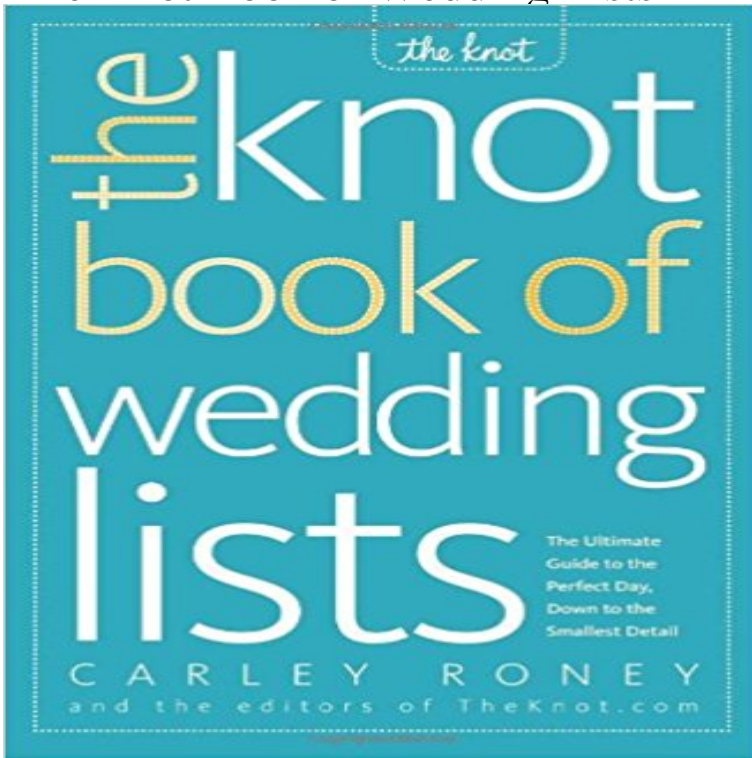 the knot
the knot
book of
wedding
lists
The Ultimate
Guide to the
Perfect Day,
Down to the
Smallest Detail
CARLEY RONEY
and the editors of TheKnot.com